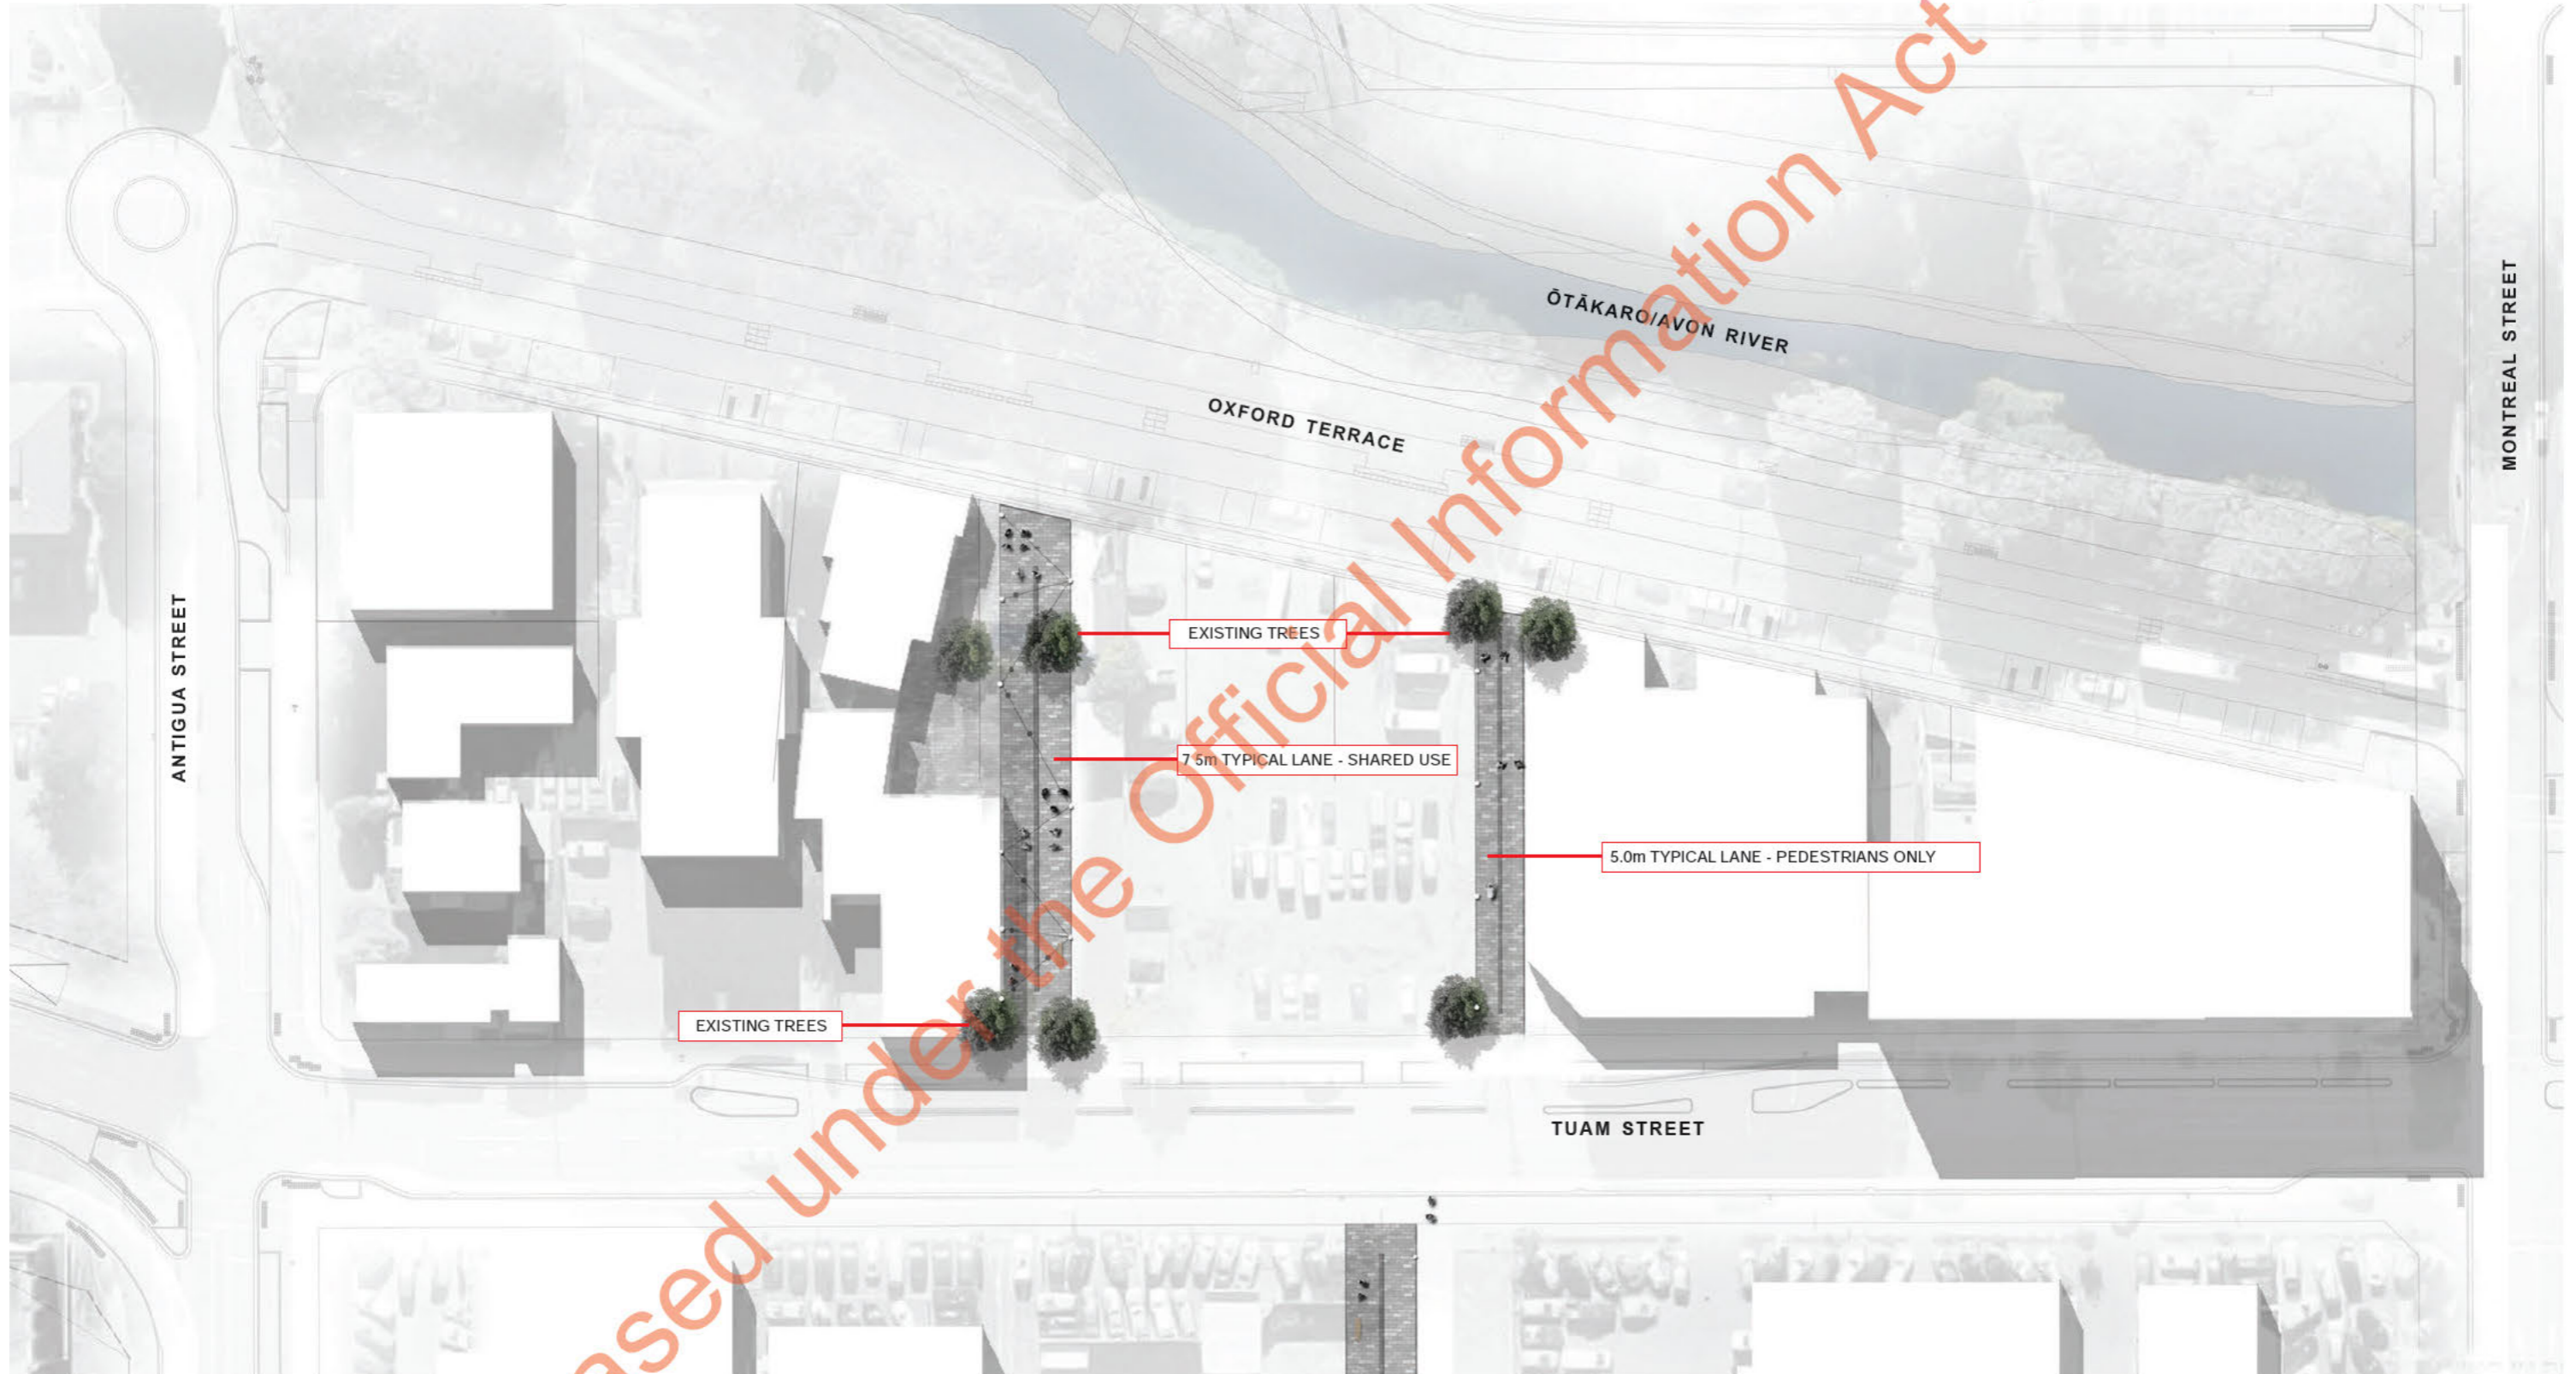 ŌTĀKARO/AVON RIVER
MONTREAL STREET
OXFORD TERRACE
ANTIGUA STREET
EXISTING TREES
7 5m TYPICAL LANE - SHARED USE
5.0m TYPICAL LANE - PEDESTRIANS ONLY
EXISTING TREES
TUAM STREET
ased under the Official Information Act